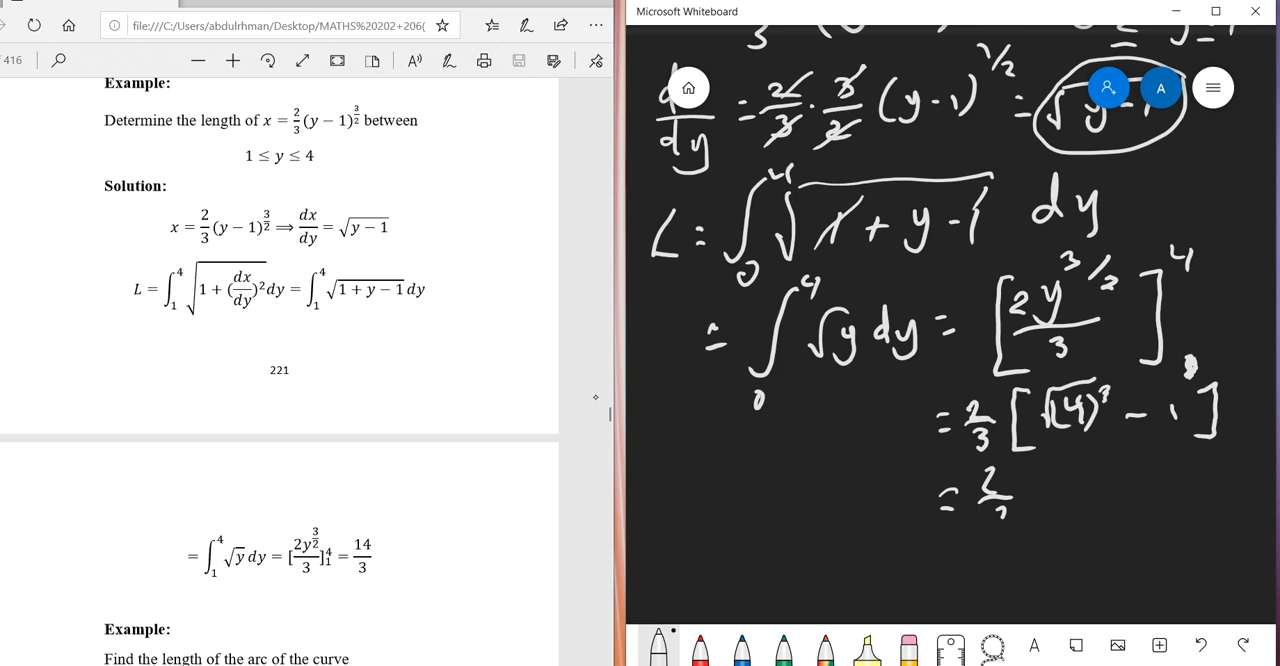 file:///C:/Users/abdulrhman/Desktop/MATHS%20202+206(
f 416
Example:
Determine the length of x = 2/3 (y − 1)^(3/2) between
1 ≤ y ≤ 4
Solution:
x = 2/3 (y − 1)^(3/2) ⟹ dx/dy = √(y − 1)
L = ∫₁⁴ √(1 + (dx/dy)²) dy = ∫₁⁴ √(1 + y − 1) dy
221
= ∫₁⁴ √y dy = [2y^(3/2)/3]₁⁴ = 14/3
Example:
Find the length of the arc of the curve
Microsoft Whiteboard
A
d/dy = 2/3 · 3/2 (y - 1)^(1/2) = √(y - 1)
L = ∫₀⁴ √(1 + y - 1) dy
= ∫₀⁴ √y dy = [2y^(3/2)/3]⁴
= 2/3 [√(4)³ - 1]
= 2/
A